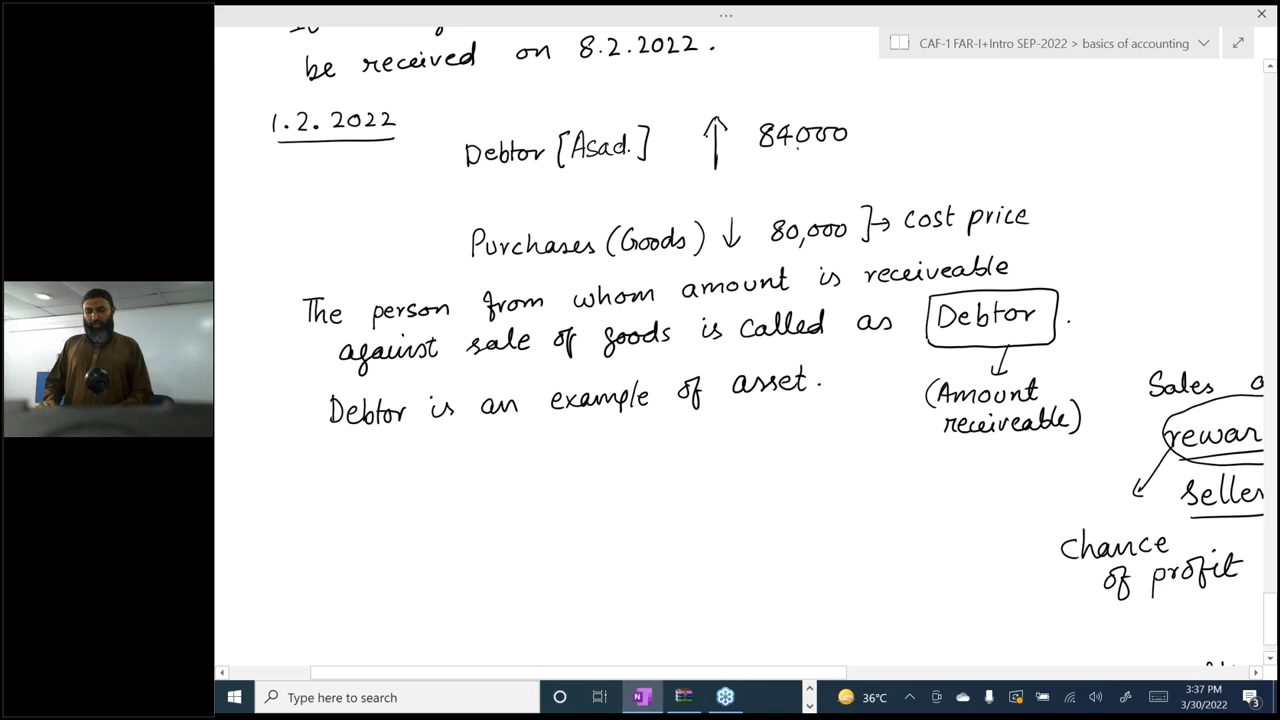 CAF-1 FAR-I+Intro SEP-2022 > basics of accounting
be received on 8.2.2022.
1.2.2022
Debtor [Asad.] ↑ 84,000
Purchases (Goods) ↓ 80,000 ]→ cost price
The person from whom amount is receiveable
against sale of goods is called as Debtor.
Debtor is an example of asset.
(Amount
receiveable)
Sales
rewar
seller
chance
of profit
Type here to search
36°C
3:37 PM
3/30/2022
3